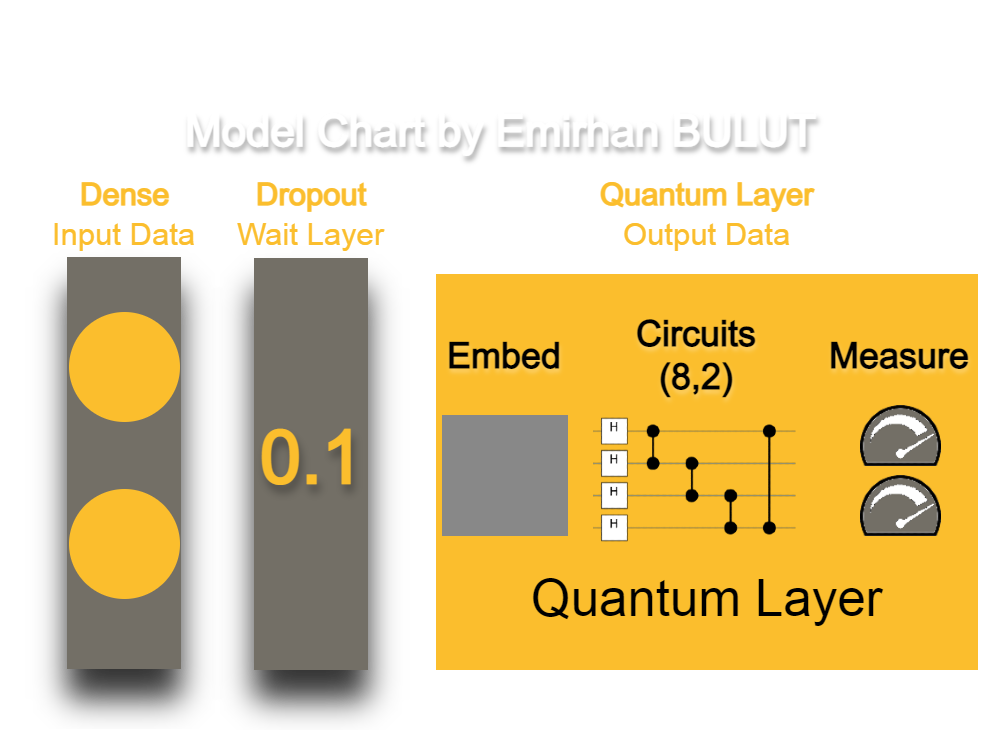 Model Chart by Emirhan BULUT
Dense
Input Data
Dropout
Wait Layer
Quantum Layer
Output Data
0.1
Embed
Circuits
(8,2)
Measure
H
H
H
H
Quantum Layer